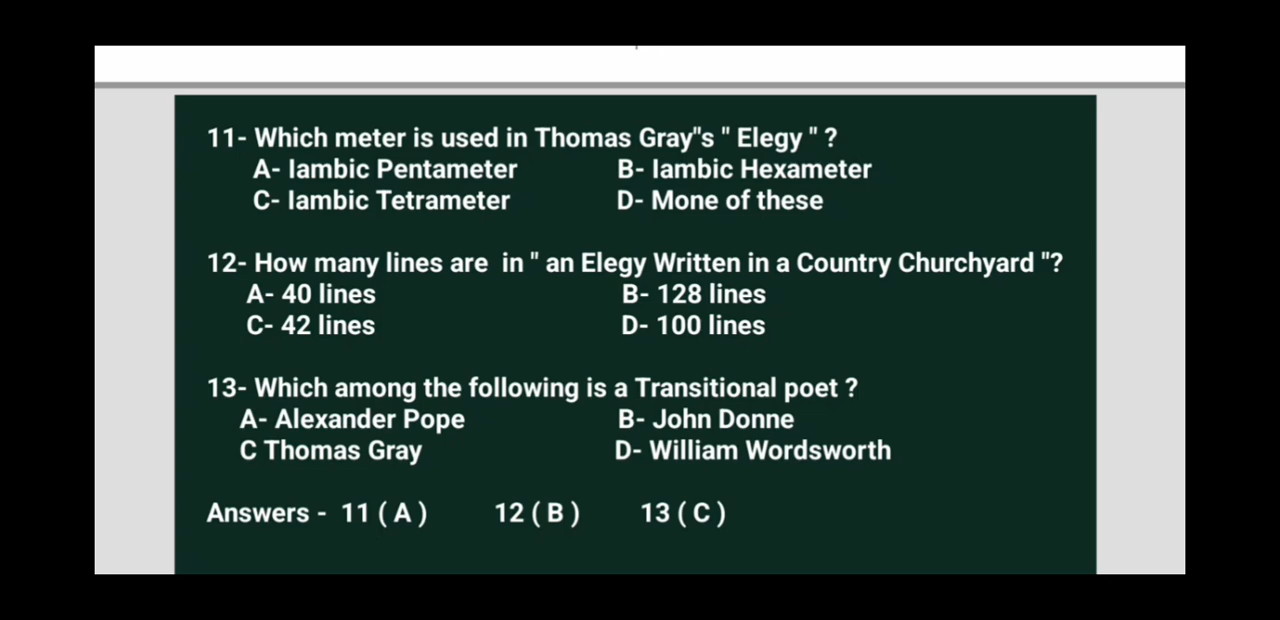 11- Which meter is used in Thomas Gray"s " Elegy " ?
A- Iambic Pentameter B- Iambic Hexameter
C- Iambic Tetrameter D- Mone of these
12- How many lines are in " an Elegy Written in a Country Churchyard "?
A- 40 lines B- 128 lines
C- 42 lines D- 100 lines
13- Which among the following is a Transitional poet ?
A- Alexander Pope B- John Donne
C Thomas Gray D- William Wordsworth
Answers - 11 ( A ) 12 ( B ) 13 ( C )